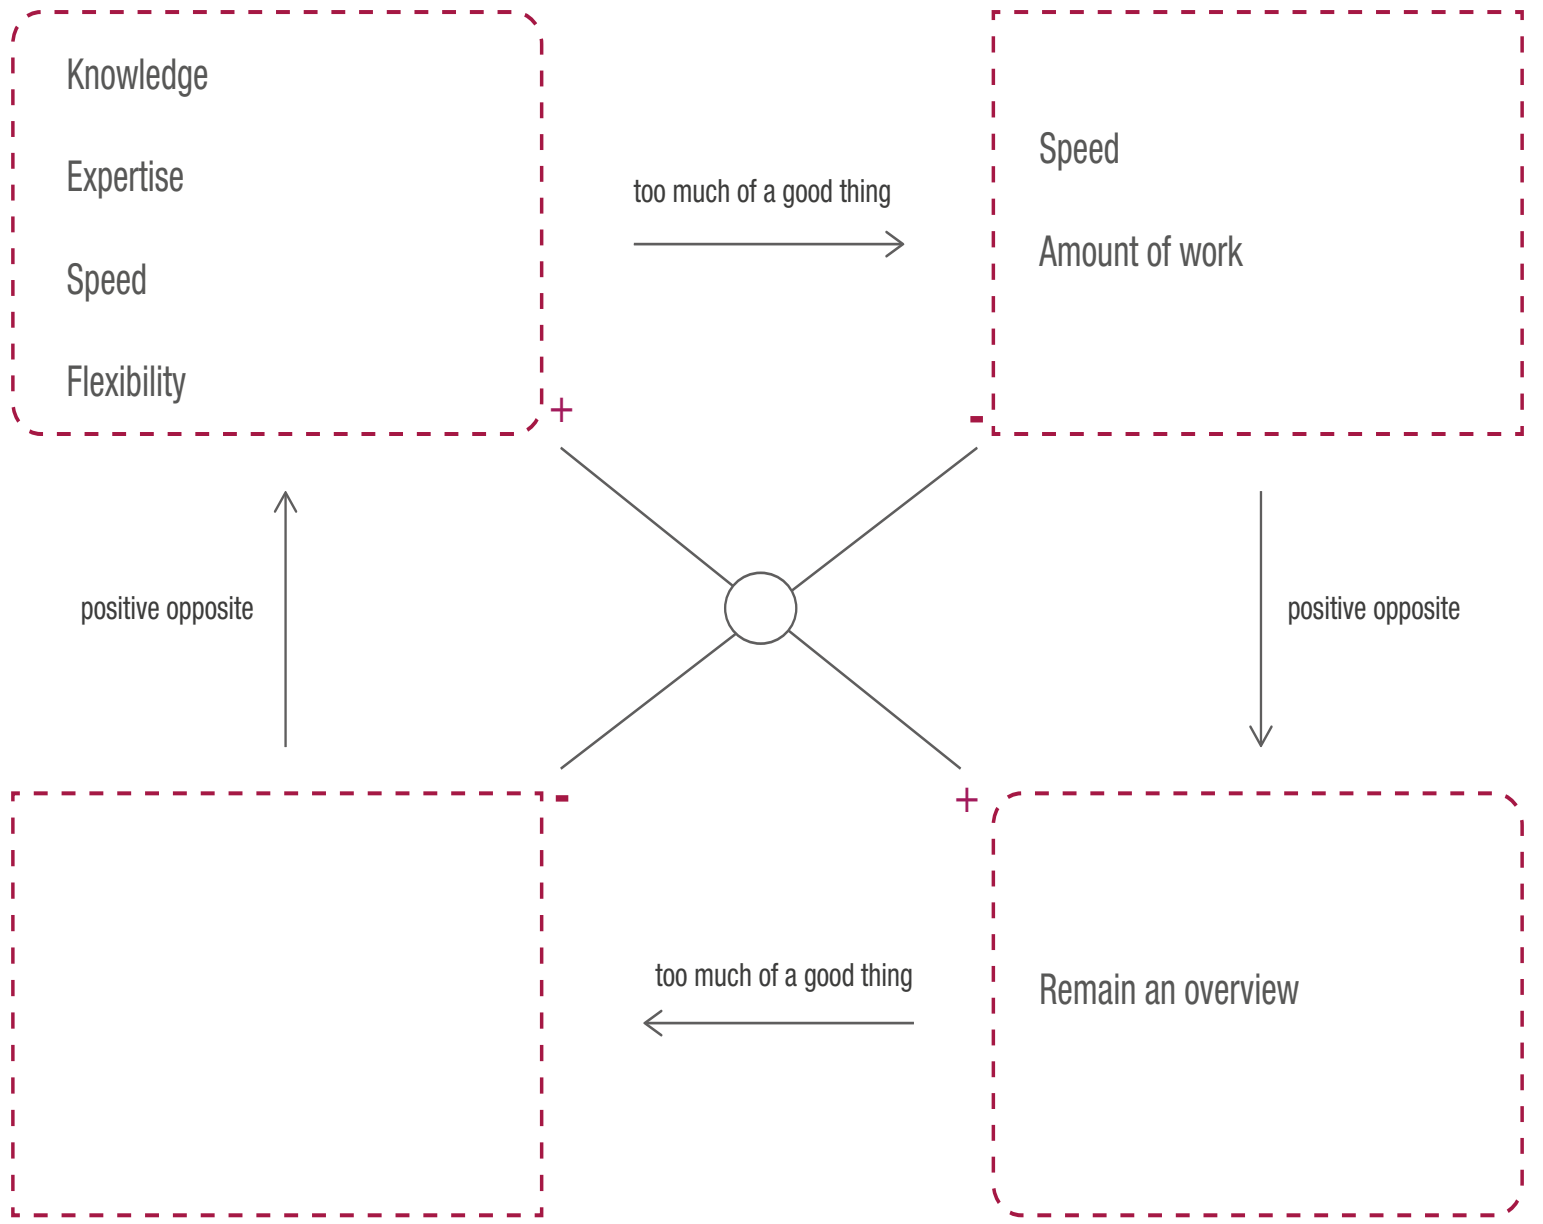 Knowledge
Expertise
Speed
Flexibility
+
too much of a good thing
-
Speed
Amount of work
positive opposite
positive opposite
-
+
too much of a good thing
Remain an overview